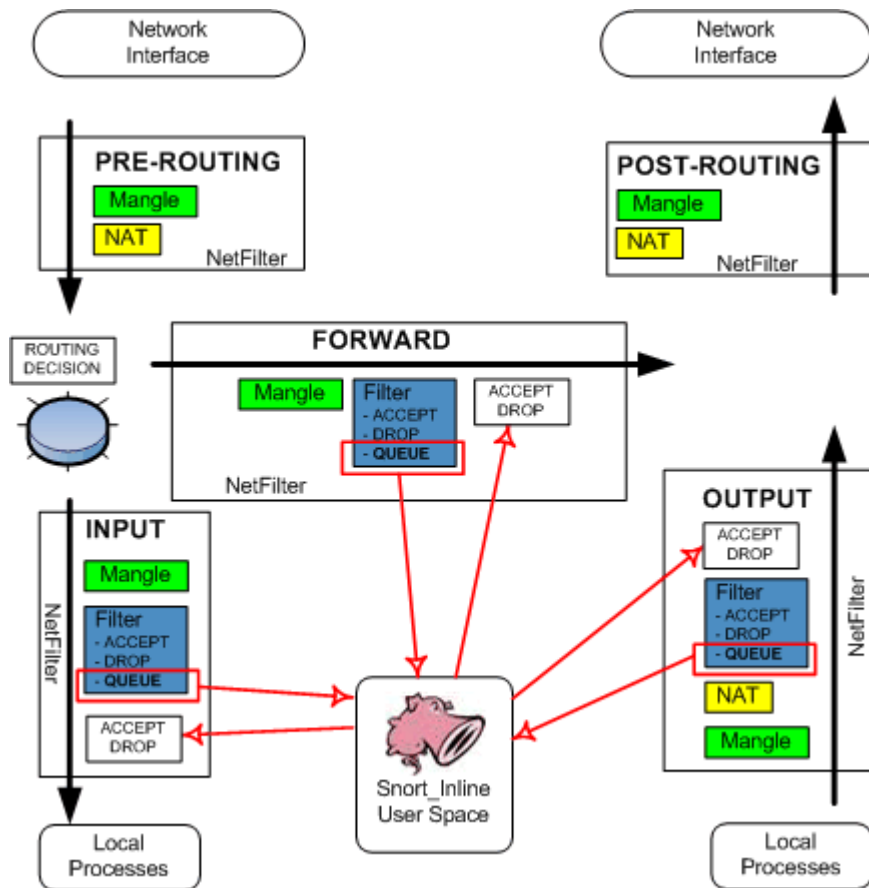 Network
Interface
Network
Interface
PRE-ROUTING
Mangle
NAT
NetFilter
POST-ROUTING
Mangle
NAT
NetFilter
ROUTING
DECISION
FORWARD
Mangle
Filter
- ACCEPT
- DROP
- QUEUE
ACCEPT
DROP
NetFilter
INPUT
Mangle
NetFilter
Filter
- ACCEPT
- DROP
- QUEUE
ACCEPT
DROP
OUTPUT
ACCEPT
DROP
Filter
- ACCEPT
- DROP
- QUEUE
NetFilter
NAT
Mangle
Snort_Inline
User Space
Local
Processes
Local
Processes